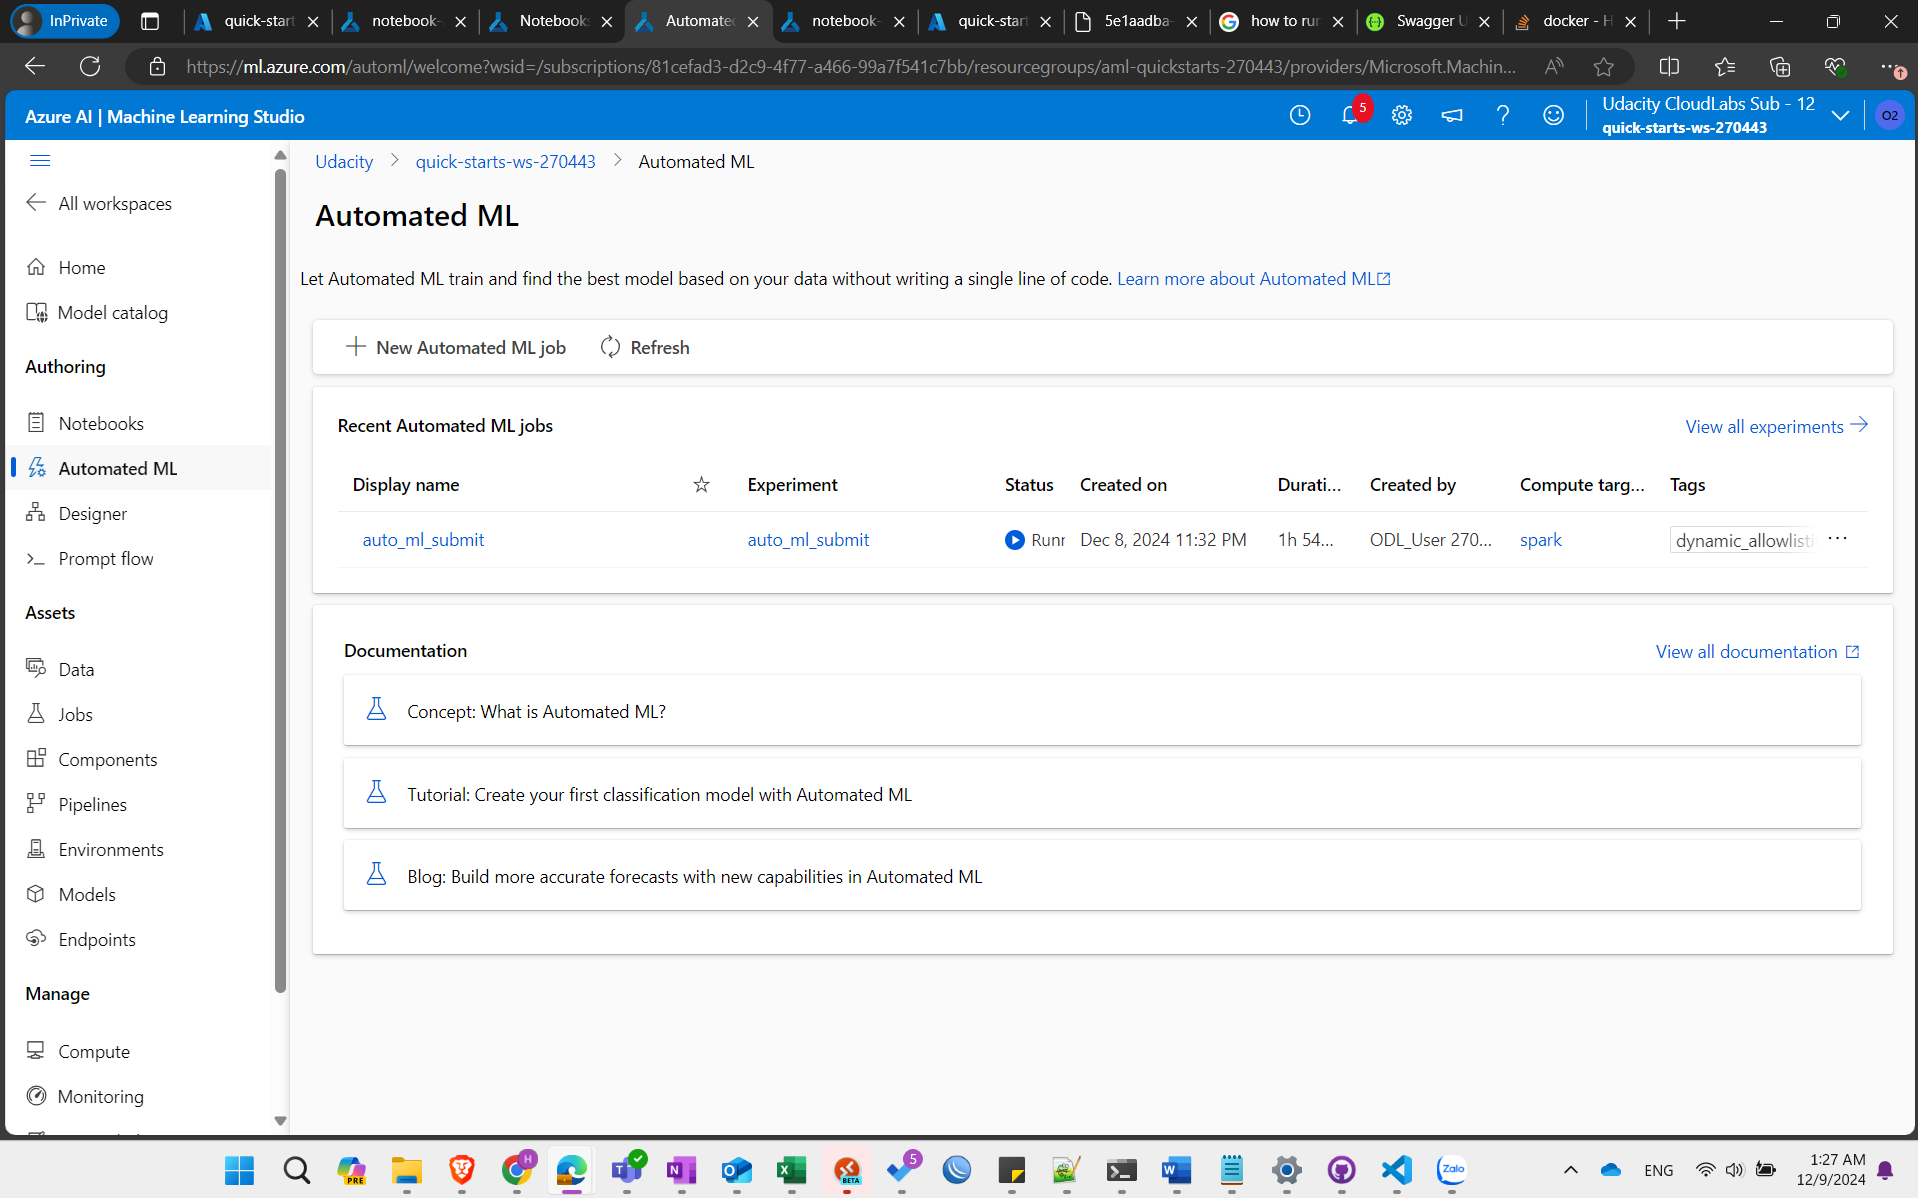 InPrivate
quick-start
notebook-
Notebooks
Automated
notebook-
quick-start
5e1aadba-
how to run
Swagger U
docker - H
https://ml.azure.com/automl/welcome?wsid=/subscriptions/81cefad3-d2c9-4f77-a466-99a7f541c7bb/resourcegroups/aml-quickstarts-270443/providers/Microsoft.Machin...
Azure AI | Machine Learning Studio
5
Udacity CloudLabs Sub - 12
quick-starts-ws-270443
O2
All workspaces
Home
Model catalog
Authoring
Notebooks
Automated ML
Designer
Prompt flow
Assets
Data
Jobs
Components
Pipelines
Environments
Models
Endpoints
Manage
Compute
Monitoring
Udacity > quick-starts-ws-270443 > Automated ML
Automated ML
Let Automated ML train and find the best model based on your data without writing a single line of code. Learn more about Automated ML
New Automated ML job
Refresh
Recent Automated ML jobs
View all experiments
Display name Experiment Status Created on Durati... Created by Compute targ... Tags
auto_ml_submit auto_ml_submit Runr Dec 8, 2024 11:32 PM 1h 54... ODL_User 270... spark dynamic_allowlisti ...
Documentation
View all documentation
Concept: What is Automated ML?
Tutorial: Create your first classification model with Automated ML
Blog: Build more accurate forecasts with new capabilities in Automated ML
PRE
H
BETA
5
Zalo
ENG
1:27 AM
12/9/2024